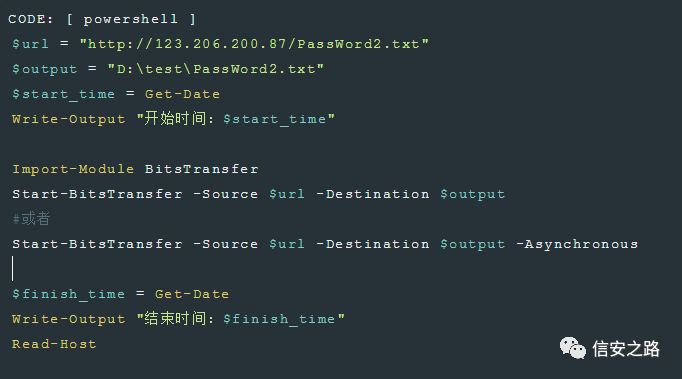 CODE: [ powershell ]
$url = "http://123.206.200.87/PassWord2.txt"
$output = "D:\test\PassWord2.txt"
$start_time = Get-Date
Write-Output "开始时间: $start_time"
Import-Module BitsTransfer
Start-BitsTransfer -Source $url -Destination $output
#或者
Start-BitsTransfer -Source $url -Destination $output -Asynchronous
$finish_time = Get-Date
Write-Output "结束时间: $finish_time"
Read-Host
信安之路